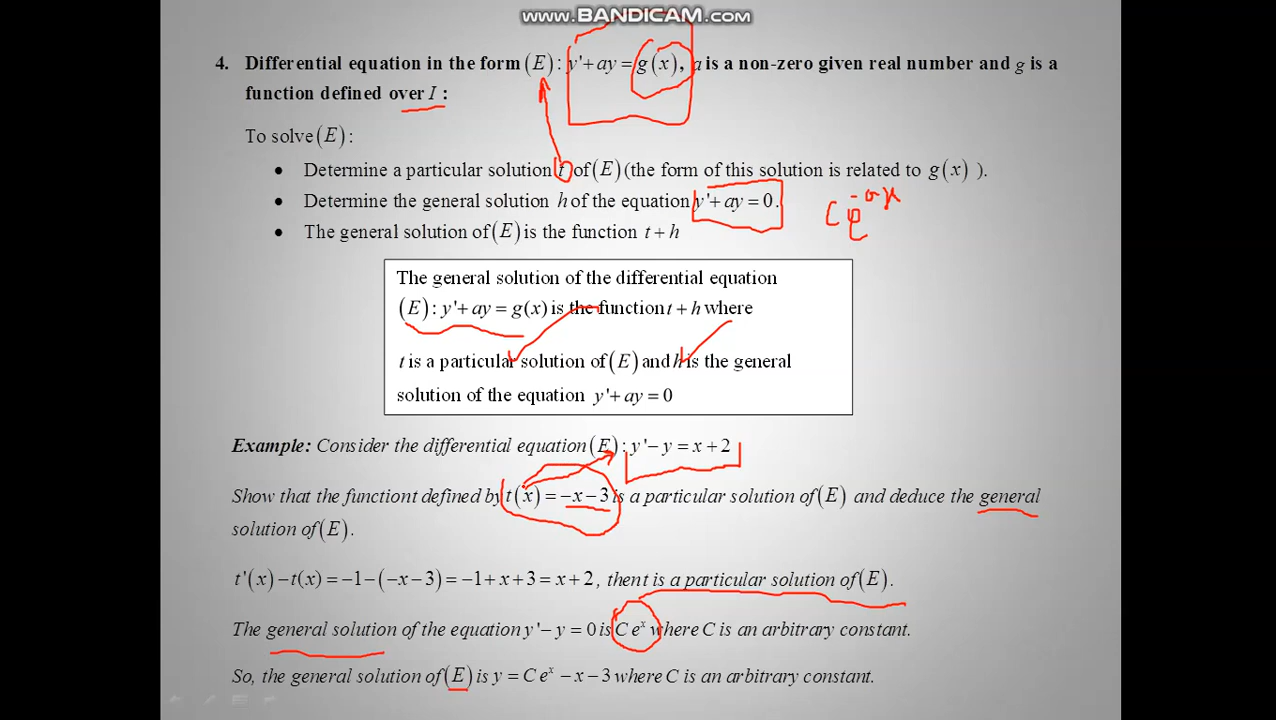 www.BANDICAM.com
4. Differential equation in the form (E): y'+ ay = g(x), a is a non-zero given real number and g is a
function defined over I :
To solve (E):
• Determine a particular solution t of (E) (the form of this solution is related to g(x) ).
• Determine the general solution h of the equation y'+ ay = 0.
C e^-ax
• The general solution of (E) is the function t + h
The general solution of the differential equation
(E): y'+ ay = g(x) is the function t + h where
t is a particular solution of (E) and h is the general
solution of the equation y'+ ay = 0
Example: Consider the differential equation (E): y'− y = x + 2
Show that the functiont defined by t(x) = −x − 3 is a particular solution of (E) and deduce the general
solution of (E).
t'(x) − t(x) = −1 − (−x − 3) = −1 + x + 3 = x + 2, thent is a particular solution of (E).
The general solution of the equation y'− y = 0 is C eˣ where C is an arbitrary constant.
So, the general solution of (E) is y = C eˣ − x − 3 where C is an arbitrary constant.